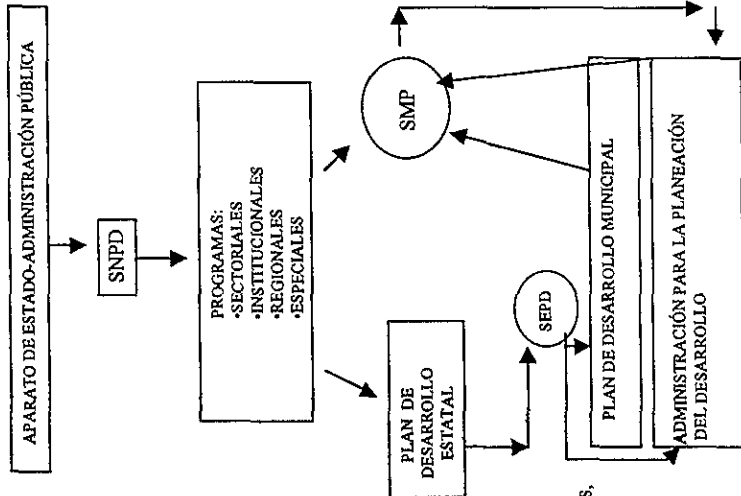 APARATO DE ESTADO-ADMINISTRACIÓN PÚBLICA
SNPD
PROGRAMAS:
•SECTORIALES
•INSTITUCIONALES
•REGIONALES
•ESPECIALES
PLAN DE
DESARROLLO
ESTATAL
SMP
SEPD
PLAN DE DESARROLLO MUNICIPAL
ADMINISTRACIÓN PARA LA PLANEACIÓN
DEL DESARROLLO
s,